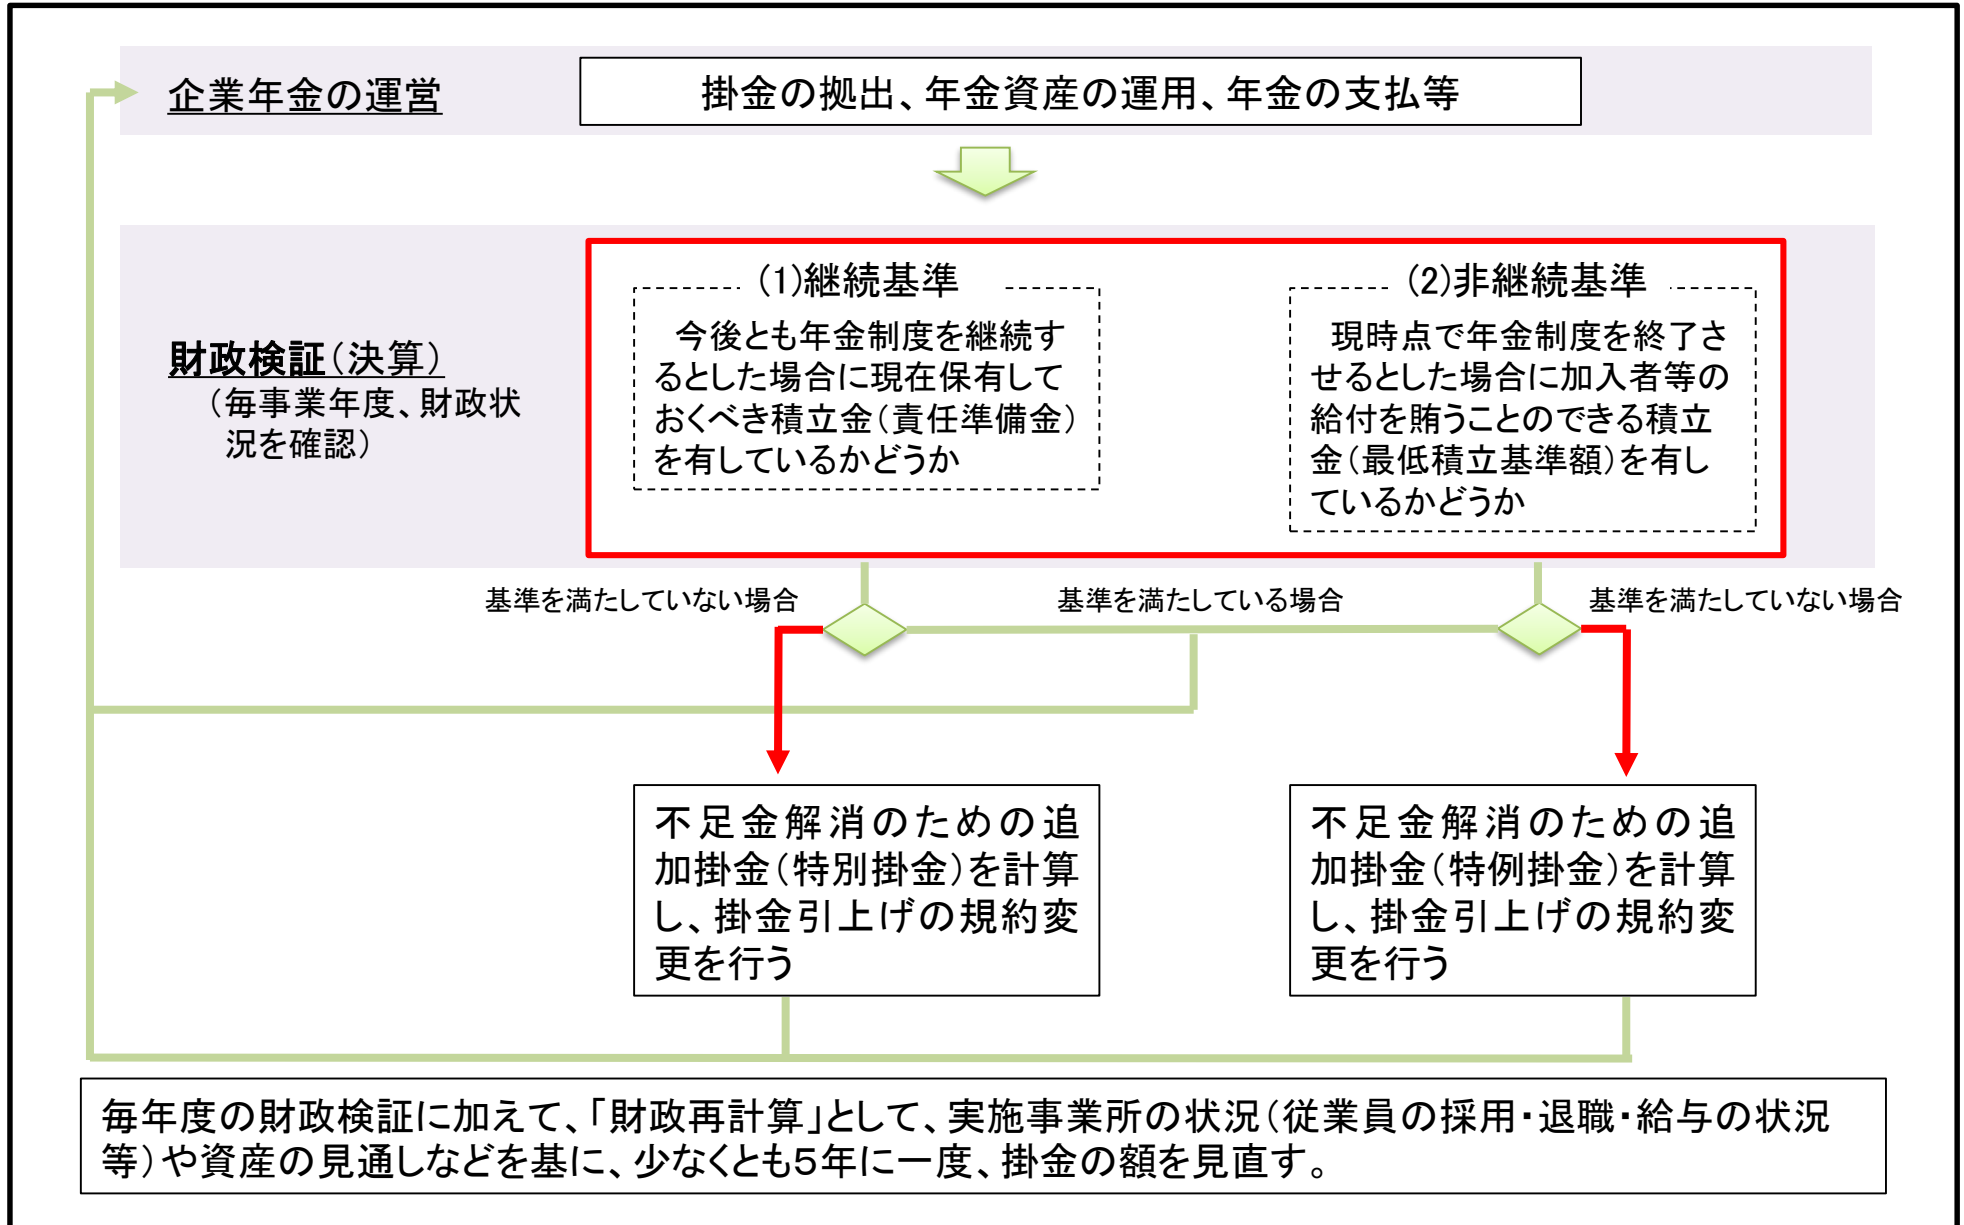 企業年金の運営
掛金の拠出、年金資産の運用、年金の支払等
財政検証(決算)
(毎事業年度、財政状
況を確認)
(1)継続基準
今後とも年金制度を継続す
るとした場合に現在保有して
おくべき積立金(責任準備金)
を有しているかどうか
(2)非継続基準
現時点で年金制度を終了さ
せるとした場合に加入者等の
給付を賄うことのできる積立
金(最低積立基準額)を有し
ているかどうか
基準を満たしていない場合
基準を満たしている場合
基準を満たしていない場合
不足金解消のための追
加掛金(特別掛金)を計算
し、掛金引上げの規約変
更を行う
不足金解消のための追
加掛金(特例掛金)を計算
し、掛金引上げの規約変
更を行う
毎年度の財政検証に加えて、「財政再計算」として、実施事業所の状況(従業員の採用・退職・給与の状況
等)や資産の見通しなどを基に、少なくとも5年に一度、掛金の額を見直す。